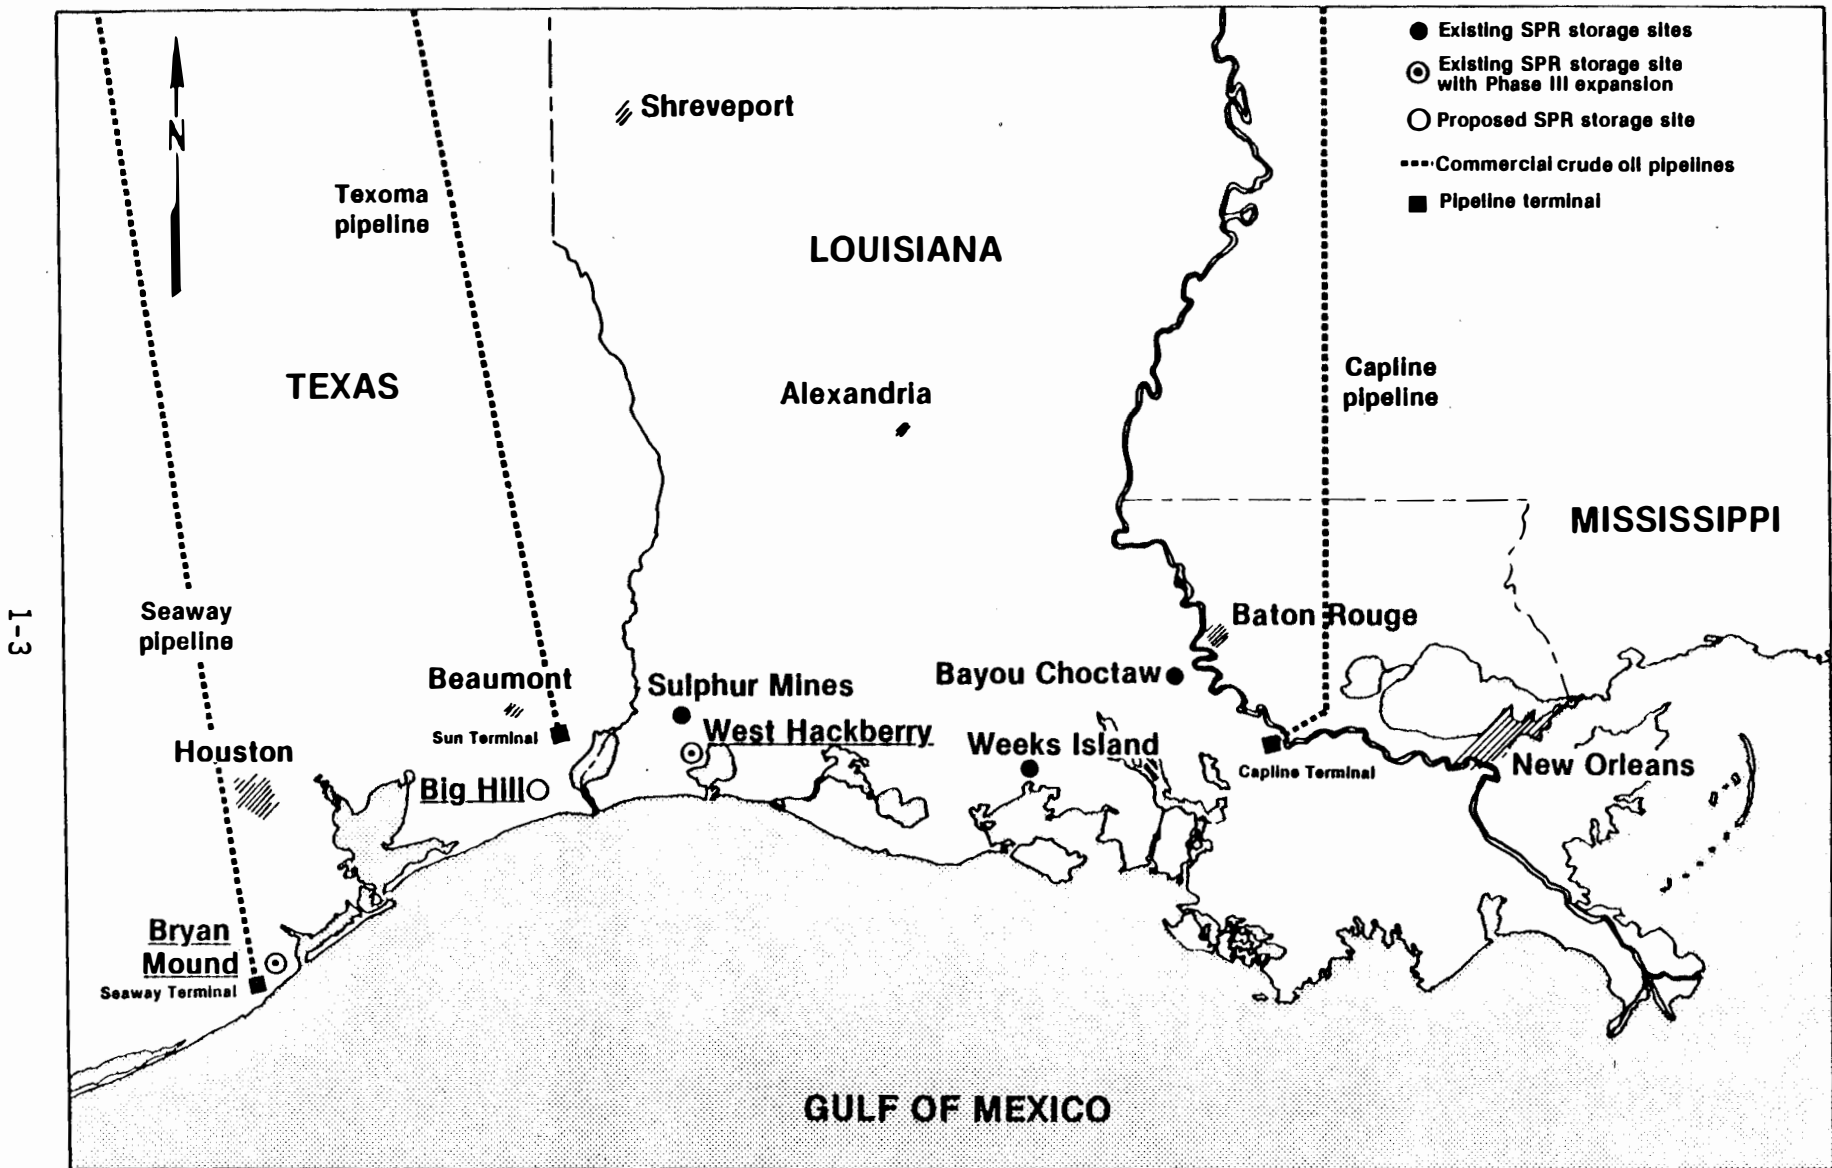 Existing SPR storage sites
Existing SPR storage site
with Phase III expansion
Proposed SPR storage site
Commercial crude oil pipelines
Pipeline terminal
N
Shreveport
Texoma
pipeline
LOUISIANA
TEXAS
Alexandria
Capline
pipeline
MISSISSIPPI
Seaway
pipeline
1-3
Baton Rouge
Beaumont
Sulphur Mines
Bayou Choctaw
Sun Terminal
West Hackberry
Weeks Island
Houston
Capline Terminal
New Orleans
Big Hill
Bryan
Mound
Seaway Terminal
GULF OF MEXICO